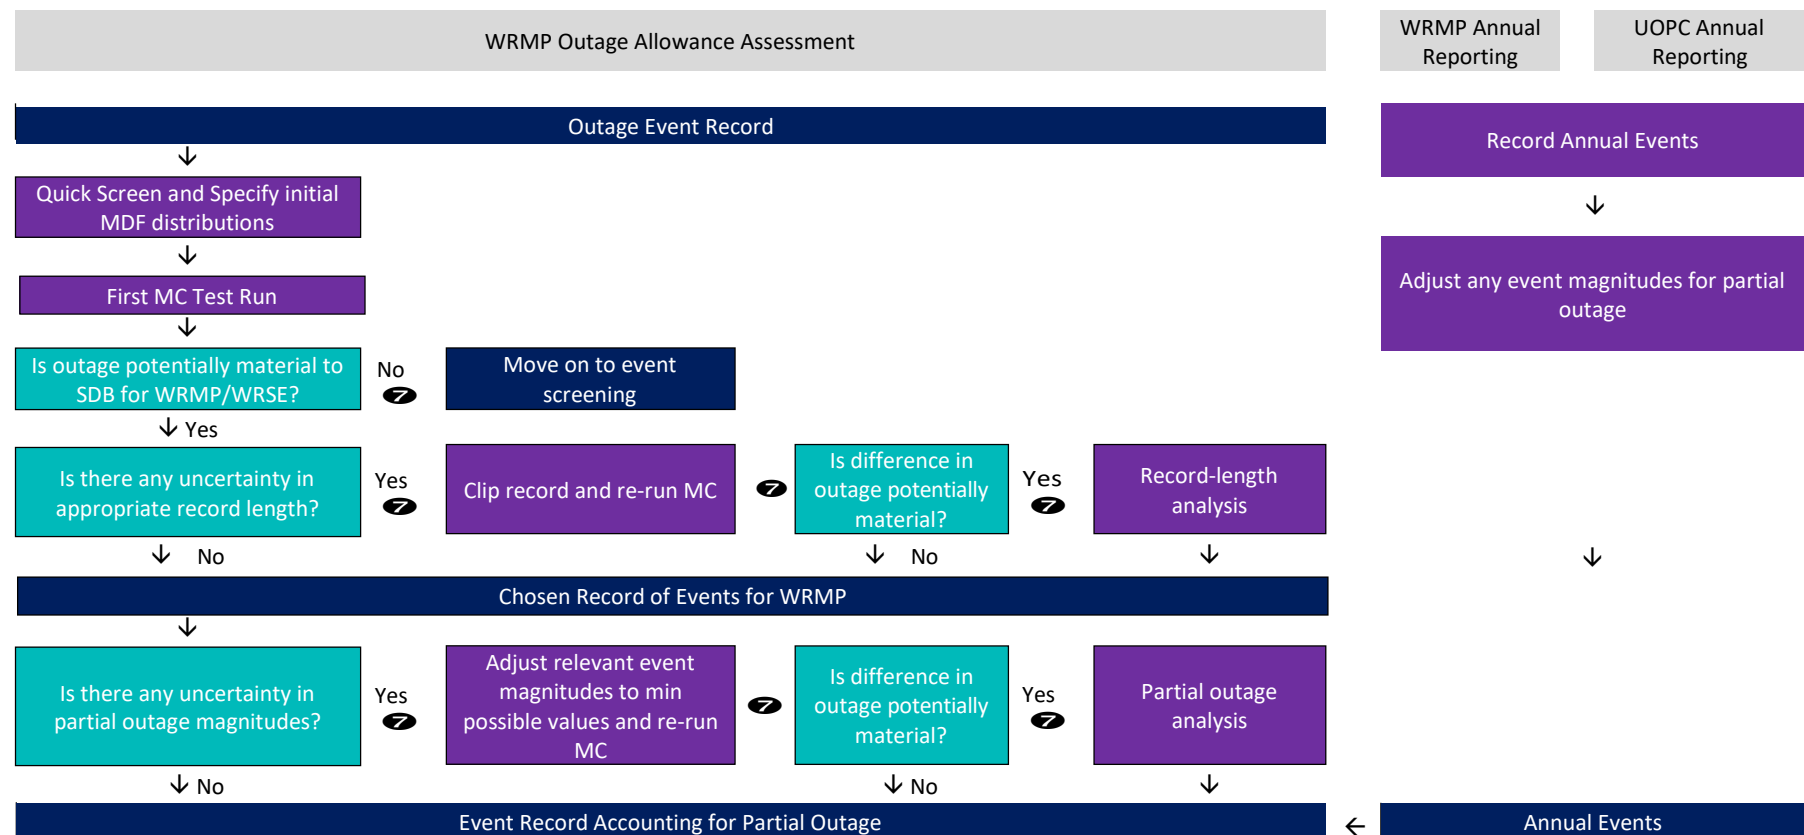 WRMP Outage Allowance Assessment
WRMP Annual
Reporting
UOPC Annual
Reporting
Outage Event Record
Record Annual Events
Quick Screen and Specify initial
MDF distributions
Adjust any event magnitudes for partial
outage
First MC Test Run
Is outage potentially material to
SDB for WRMP/WRSE?
No
Move on to event
screening
Yes
Is there any uncertainty in
appropriate record length?
Yes
Clip record and re-run MC
Is difference in
outage potentially
material?
Yes
Record-length
analysis
No
No
Chosen Record of Events for WRMP
Is there any uncertainty in
partial outage magnitudes?
Yes
Adjust relevant event
magnitudes to min
possible values and re-run
MC
Is difference in
outage potentially
material?
Yes
Partial outage
analysis
No
No
Event Record Accounting for Partial Outage
Annual Events